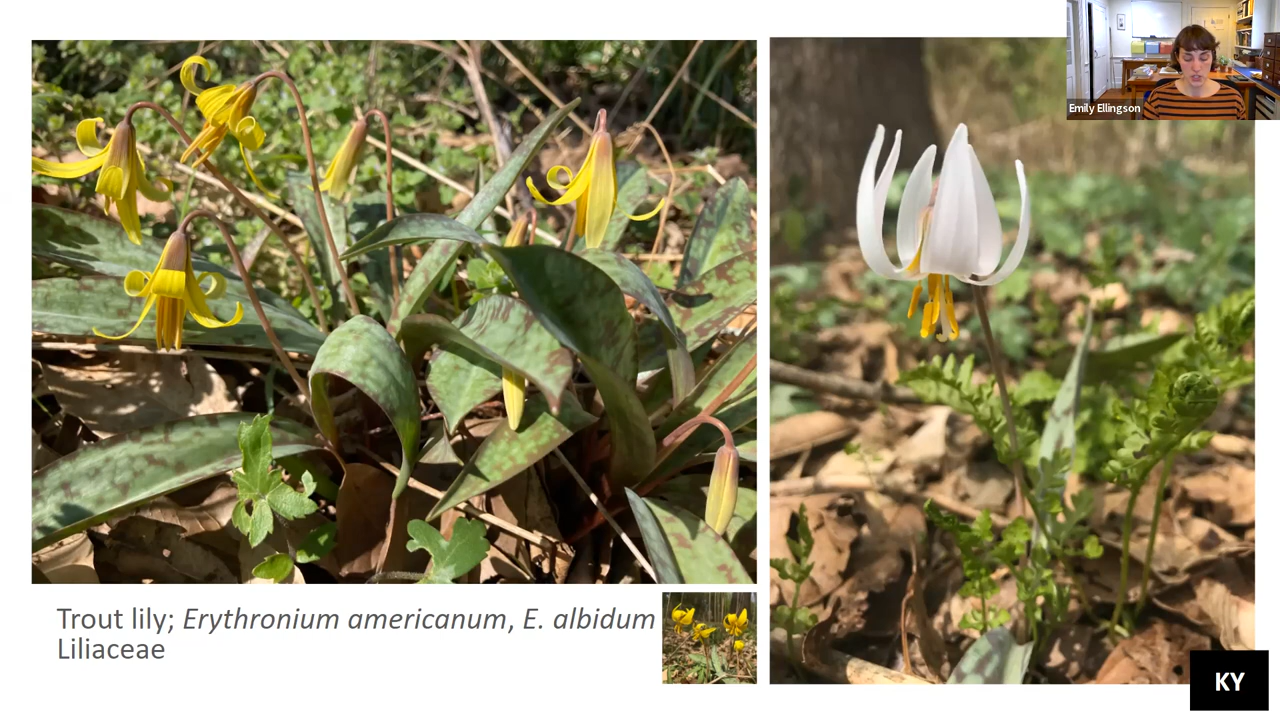 Emily Ellingson
Trout lily; Erythronium americanum, E. albidum
Liliaceae
KY